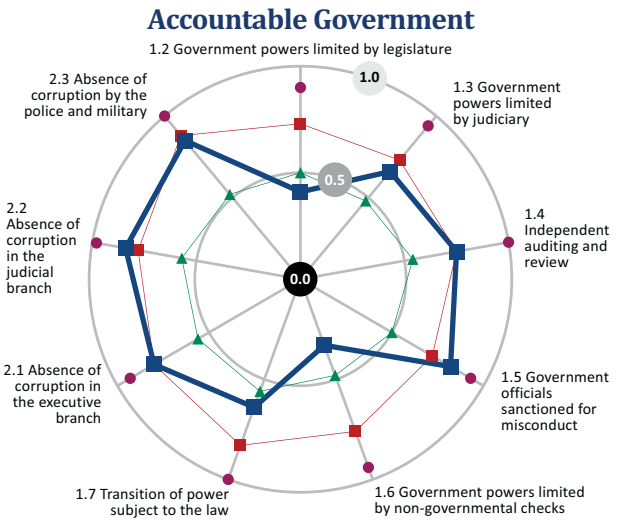 Accountable Government
1.2 Government powers limited by legislature
1.0
2.3 Absence of
corruption by the
police and military
1.3 Government
powers limited
by judiciary
0.5
2.2
Absence of
corruption
in the
judicial
branch
1.4
Independent
auditing and
review
0.0
2.1 Absence of
corruption in
the executive
branch
1.5 Government
officials
sanctioned for
misconduct
1.7 Transition of power
subject to the law
1.6 Government powers limited
by non-governmental checks